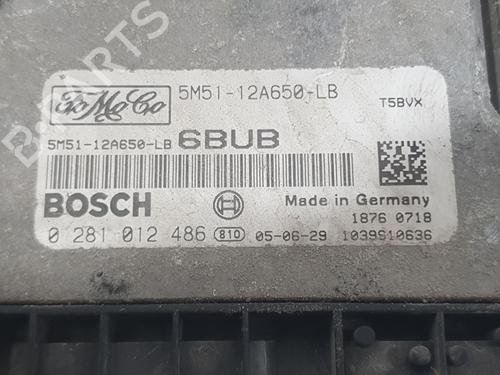 B-PARTS
FoMoCo
5M51-12A650-LB
T5BVX
5M51-12A650-LB 6BUB
BOSCH
Made in Germany
1876 0718
0 281 012 486 810 05-06-29 1039S10636